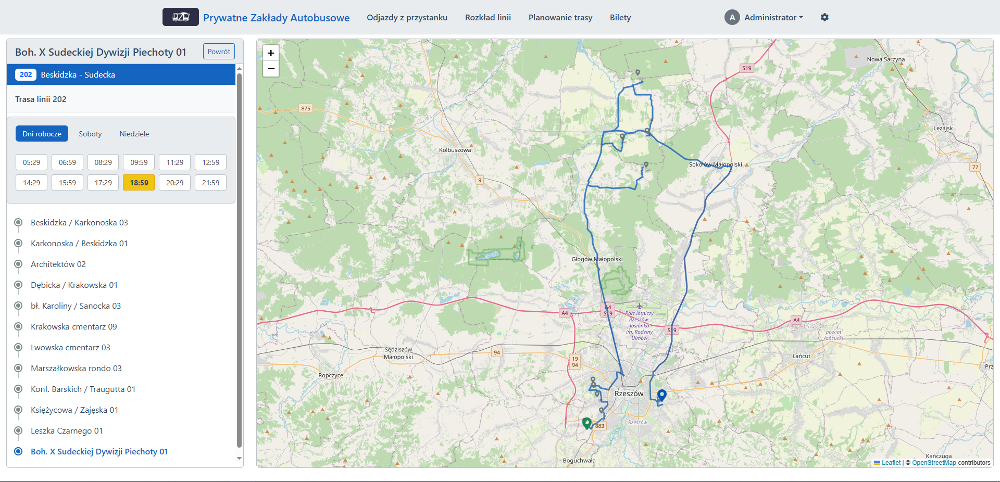 PZA Prywatne Zakłady Autobusowe
Odjazdy z przystanku
Rozkład linii
Planowanie trasy
Bilety
A Administrator
Boh. X Sudeckiej Dywizji Piechoty 01
Powrót
202 Beskidzka - Sudecka
Trasa linii 202
Dni robocze Soboty Niedziele
05:29 06:59 08:29 09:59 11:29 12:59
14:29 15:59 17:29 18:59 20:29 21:59
Beskidzka / Karkonoska 03
Karkonoska / Beskidzka 01
Architektów 02
Dębicka / Krakowska 01
bł. Karoliny / Sanocka 03
Krakowska cmentarz 09
Lwowska cmentarz 03
Marszałkowska rondo 03
Konf. Barskich / Traugutta 01
Księżycowa / Zajęska 01
Leszka Czarnego 01
Boh. X Sudeckiej Dywizji Piechoty 01
+
−
Nowa Sarzyna
S19
875
Leżajsk
Kolbuszowa
Sokołów Małopolski
77
9
Głogów Małopolski
A4
A4
S19
Port lotniczy
Rzeszów-
Jasionka
im. Rodziny
Ulmów
S19
A4
powiat
łańcucki
Sędziszów
Małopolski
94
19
94
Łańcut
Prz
Ropczyce
Rzeszów
Rzeszów
883
Boguchwała
Kańczuga
Leaflet | © OpenStreetMap contributors